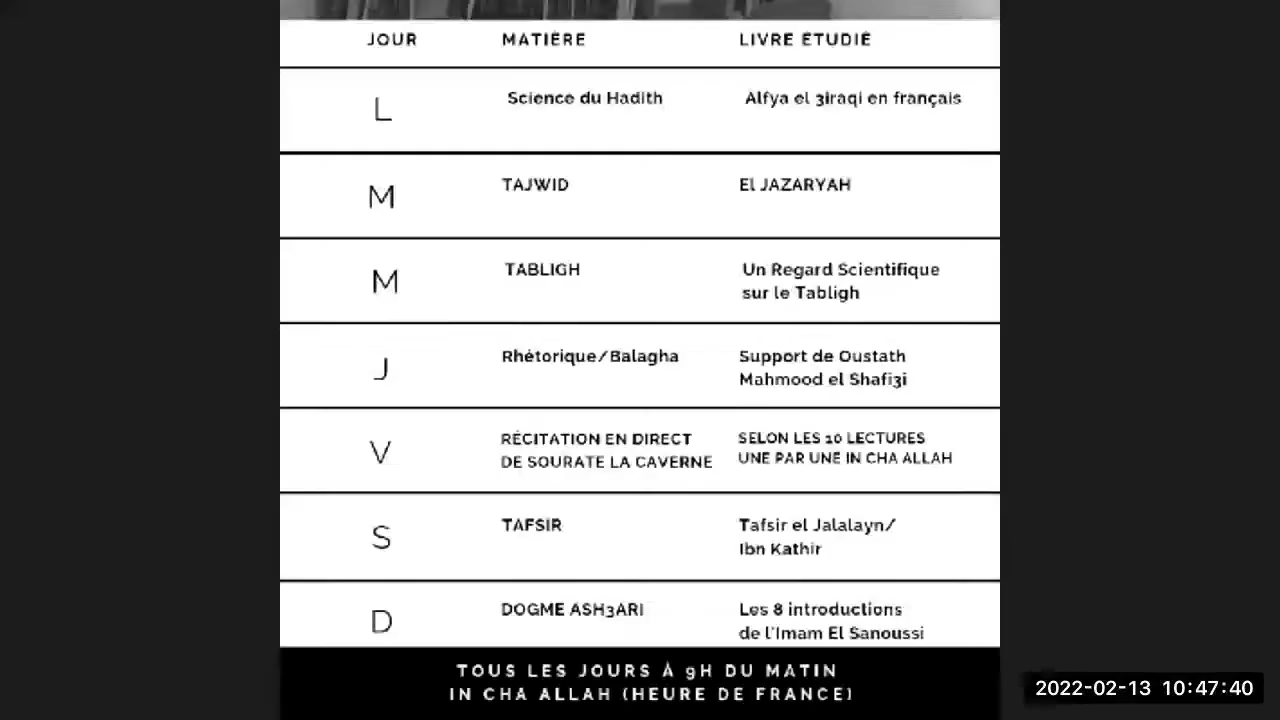 JOUR MATIÈRE LIVRE ÉTUDIÉ
L Science du Hadith Alfya el 3iraqi en français
M TAJWID El JAZARYAH
M TABLIGH Un Regard Scientifique
sur le Tabligh
J Rhétorique/Balagha Support de Oustath
Mahmood el Shafi3i
V RÉCITATION EN DIRECT SELON LES 10 LECTURES
DE SOURATE LA CAVERNE UNE PAR UNE IN CHA ALLAH
S TAFSIR Tafsir el Jalalayn/
Ibn Kathir
D DOGME ASH3ARI Les 8 introductions
de l'Imam El Sanoussi
TOUS LES JOURS À 9H DU MATIN
IN CHA ALLAH (HEURE DE FRANCE)
2022-02-13 10:47:40